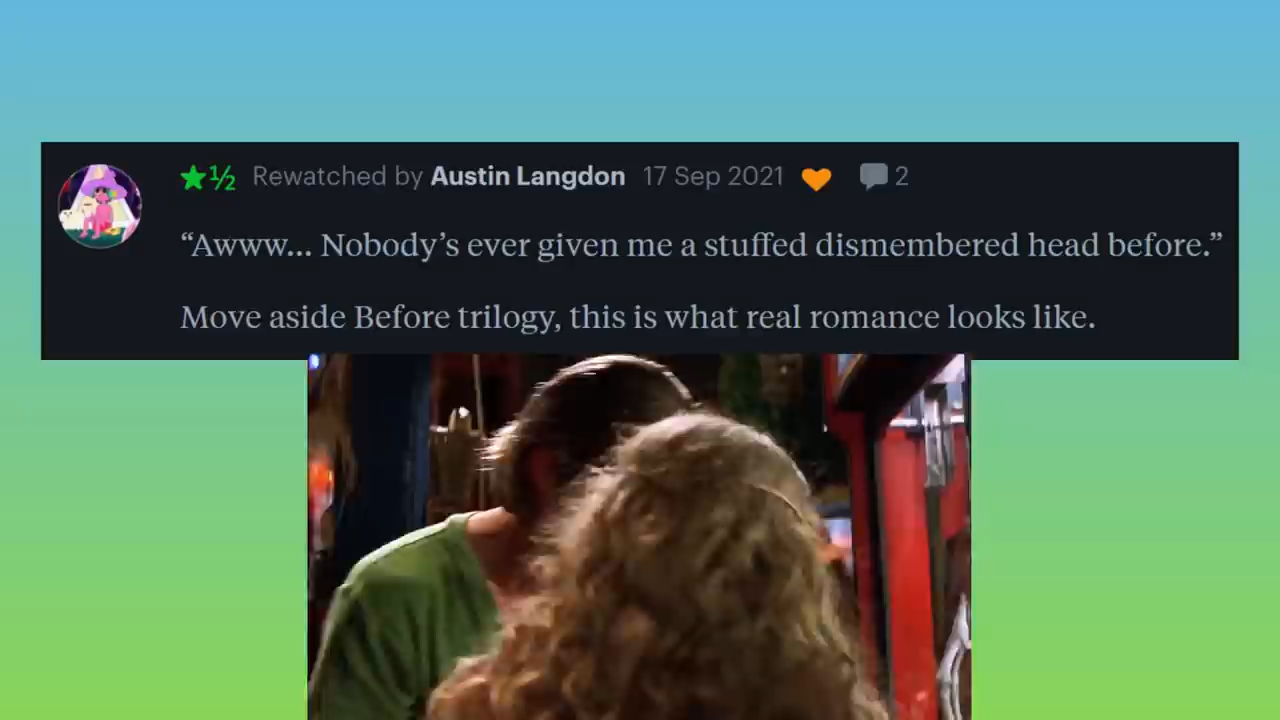 ★½ Rewatched by Austin Langdon 17 Sep 2021 🧡 2
“Awww... Nobody’s ever given me a stuffed dismembered head before.”
Move aside Before trilogy, this is what real romance looks like.